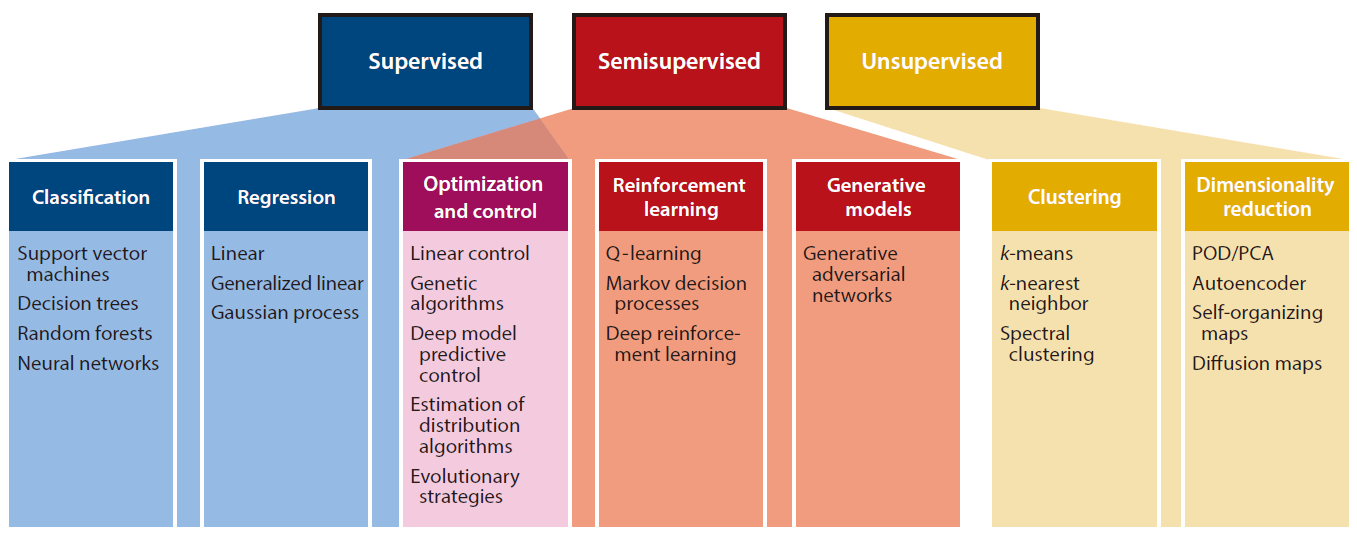 Supervised
Semisupervised
Unsupervised
Classification
Support vector
machines
Decision trees
Random forests
Neural networks
Regression
Linear
Generalized linear
Gaussian process
Optimization
and control
Linear control
Genetic
algorithms
Deep model
predictive
control
Estimation of
distribution
algorithms
Evolutionary
strategies
Reinforcement
learning
Q-learning
Markov decision
processes
Deep reinforce-
ment learning
Generative
models
Generative
adversarial
networks
Clustering
k-means
k-nearest
neighbor
Spectral
clustering
Dimensionality
reduction
POD/PCA
Autoencoder
Self-organizing
maps
Diffusion maps